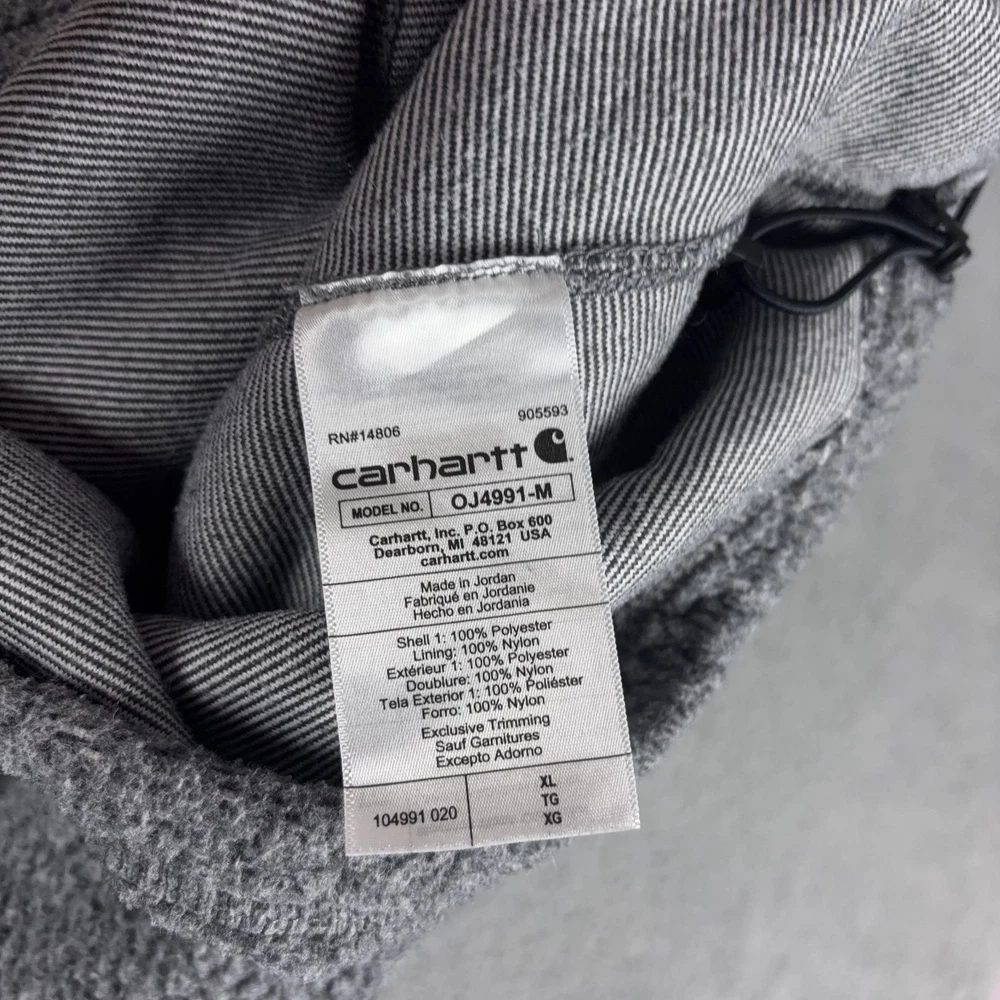 RN#14806 905593
carhartt
MODEL NO. OJ4991-M
Carhartt, Inc. P.O. Box 600
Dearborn, MI 48121 USA
carhartt.com
Made in Jordan
Fabriqué en Jordanie
Hecho en Jordania
Shell 1: 100% Polyester
Lining: 100% Nylon
Extérieur 1: 100% Polyester
Doublure: 100% Nylon
Tela Exterior 1: 100% Poliéster
Forro: 100% Nylon
Exclusive Trimming
Sauf Garnitures
Excepto Adorno
104991 020
XL
TG
XG